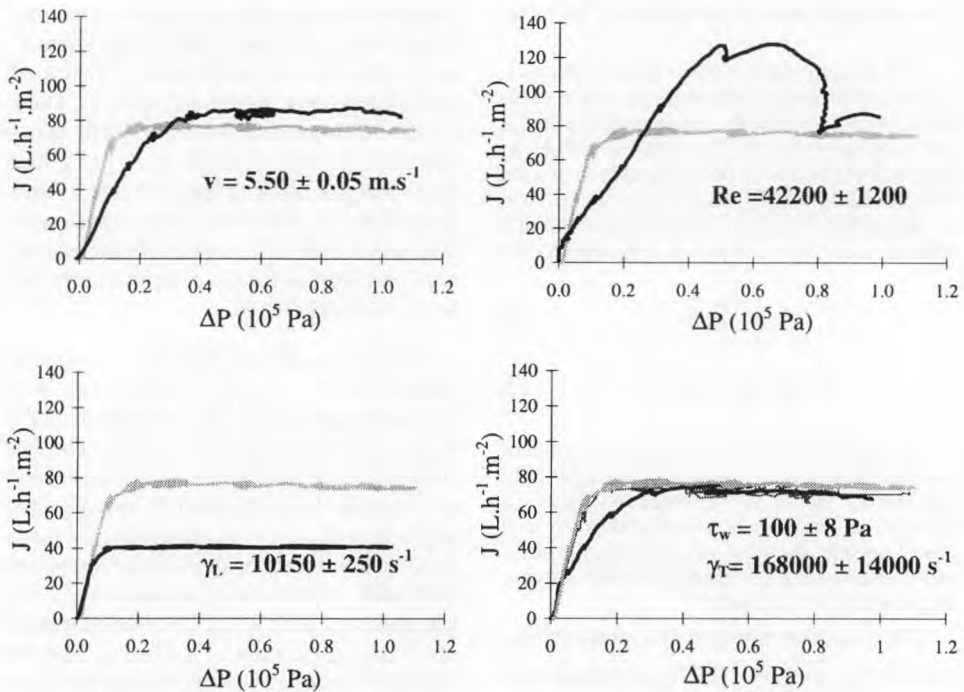 140
120
100
80
60
40
20
0
J (L.h⁻¹.m⁻²)
v = 5.50 ± 0.05 m.s⁻¹
0.0 0.2 0.4 0.6 0.8 1.0 1.2
ΔP (10⁵ Pa)
140
120
100
80
60
40
20
0
J (L.h⁻¹.m⁻²)
Re =42200 ± 1200
0.0 0.2 0.4 0.6 0.8 1.0 1.2
ΔP (10⁵ Pa)
140
120
100
80
60
40
20
0
J (L.h⁻¹.m⁻²)
γL = 10150 ± 250 s⁻¹
0.0 0.2 0.4 0.6 0.8 1.0 1.2
ΔP (10⁵ Pa)
140
120
100
80
60
40
20
0
J (L.h⁻¹.m⁻²)
τw = 100 ± 8 Pa
γT= 168000 ± 14000 s⁻¹
0.0 0.2 0.4 0.6 0.8 1.0 1.2
ΔP (10⁵ Pa)